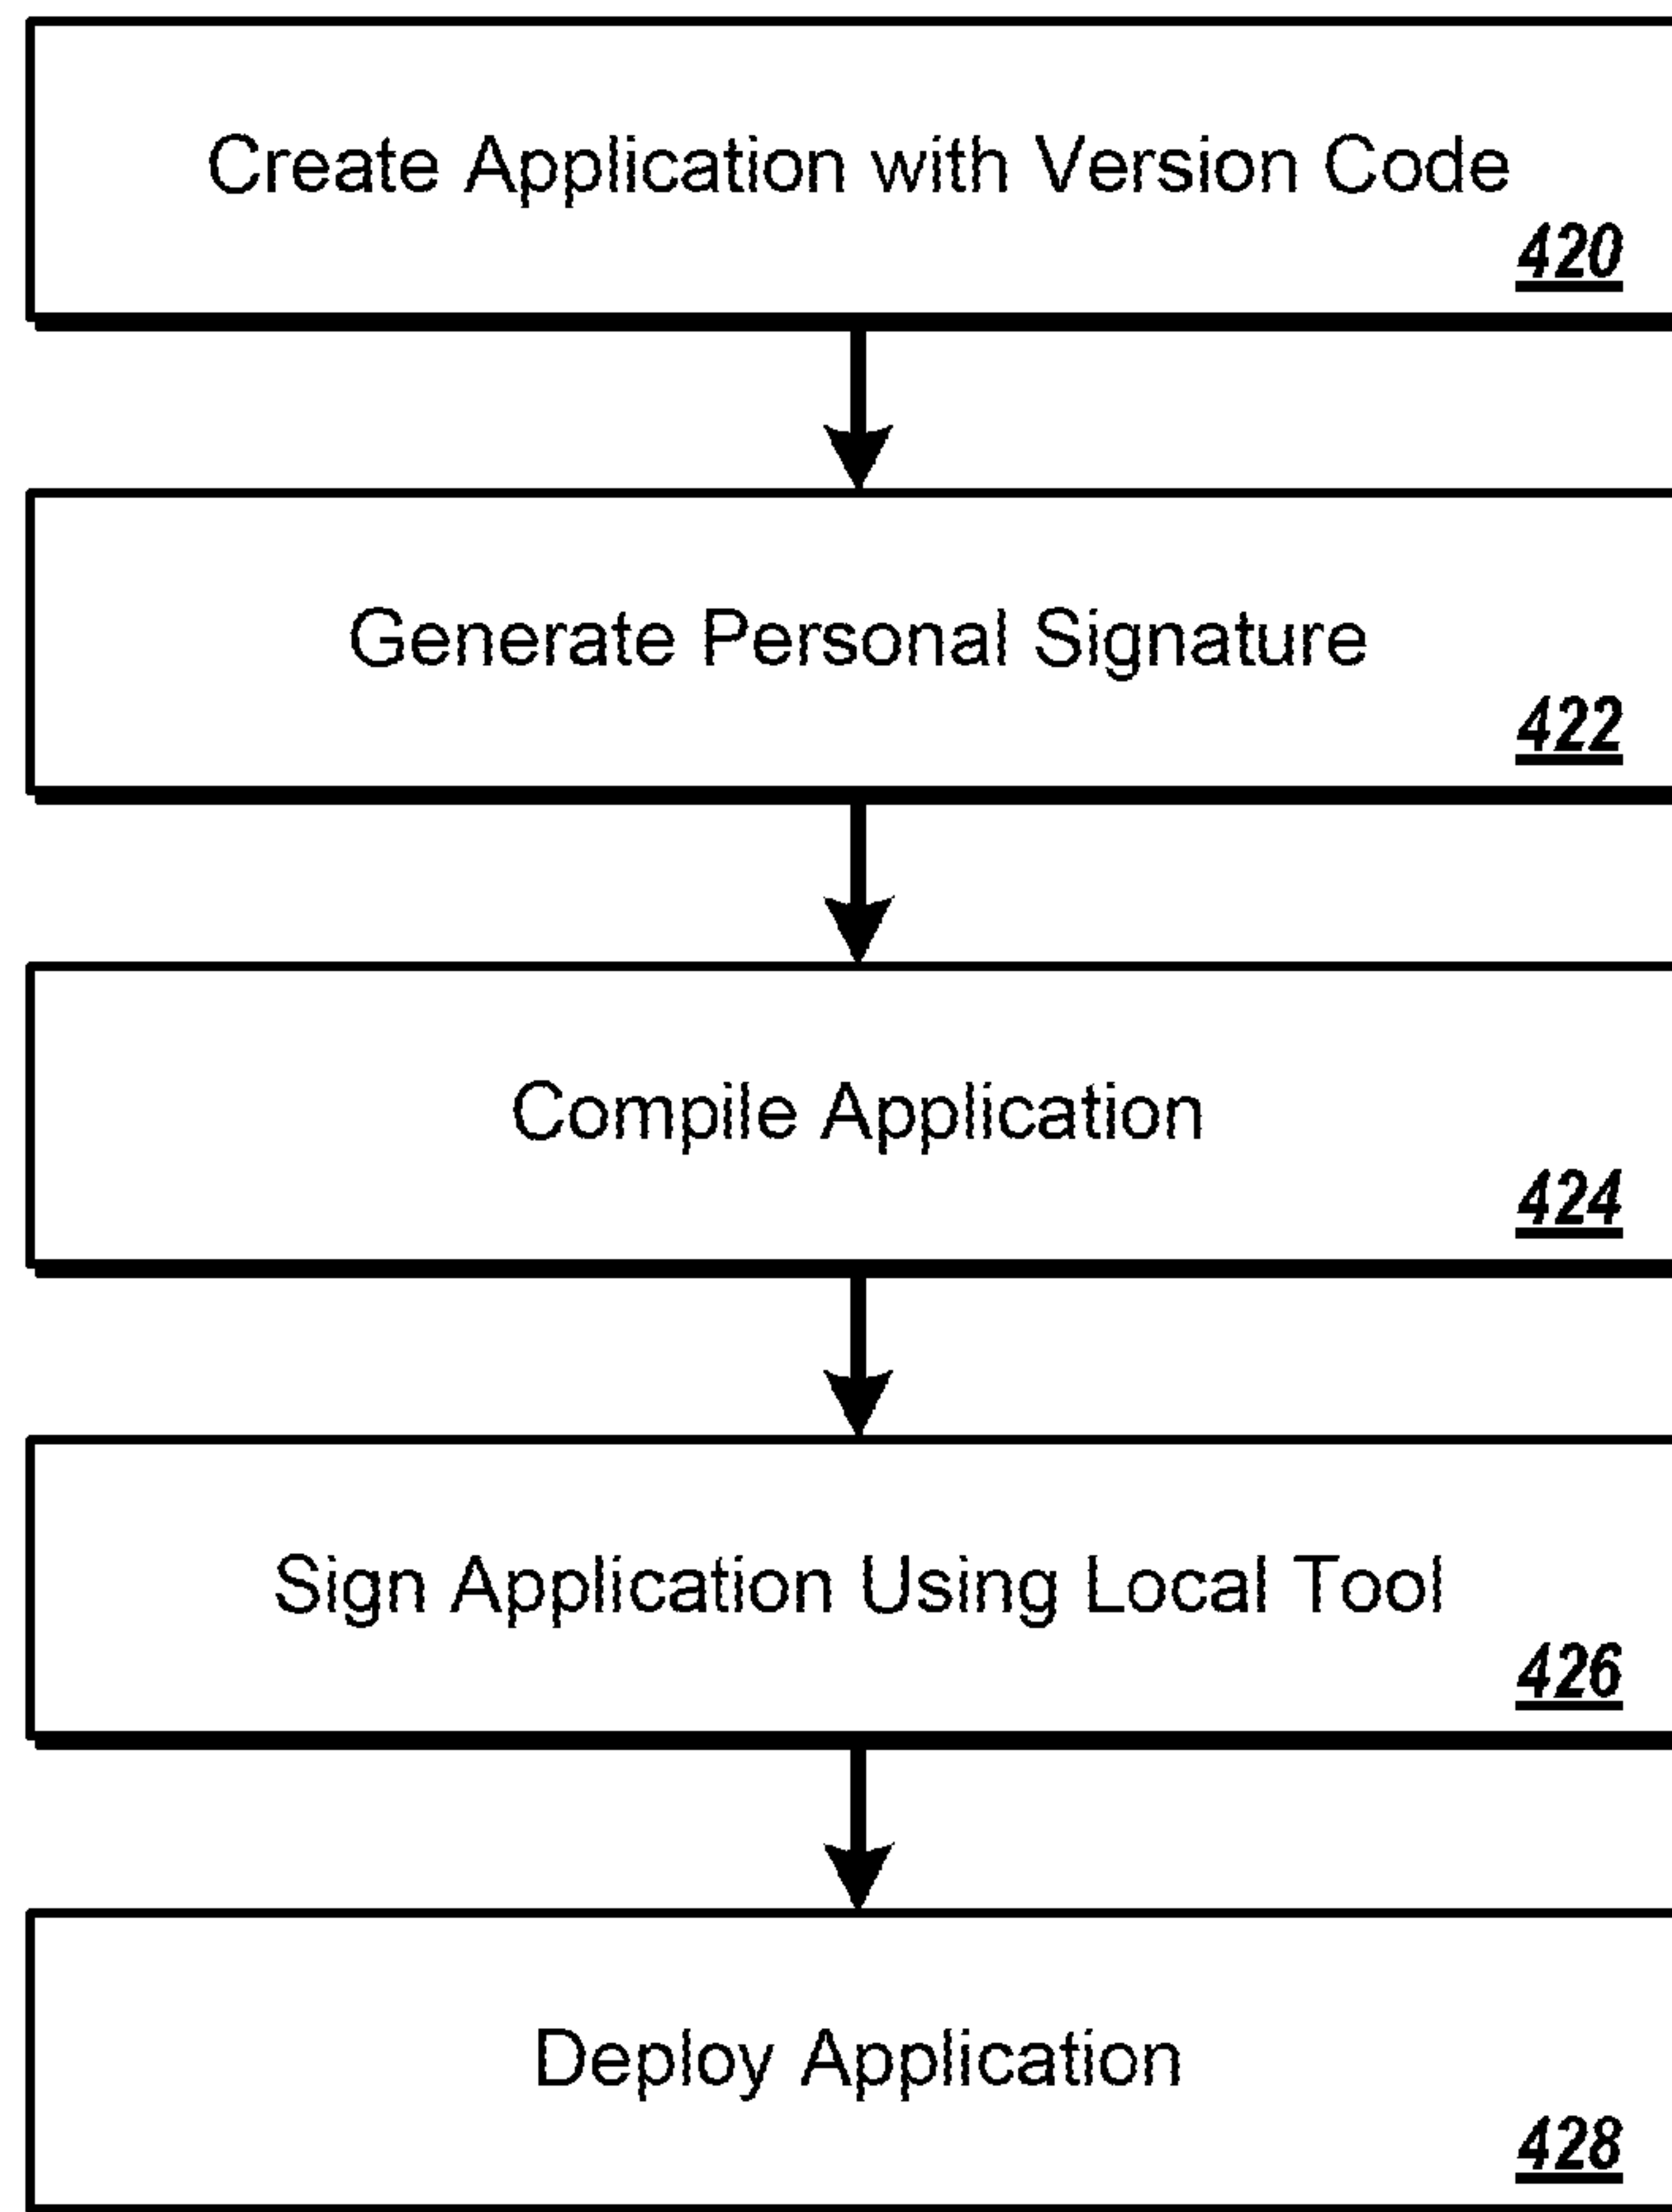 Create Application with Version Code
420
Generate Personal Signature
422
Compile Application
424
Sign Application Using Local Tool
426
Deploy Application
428